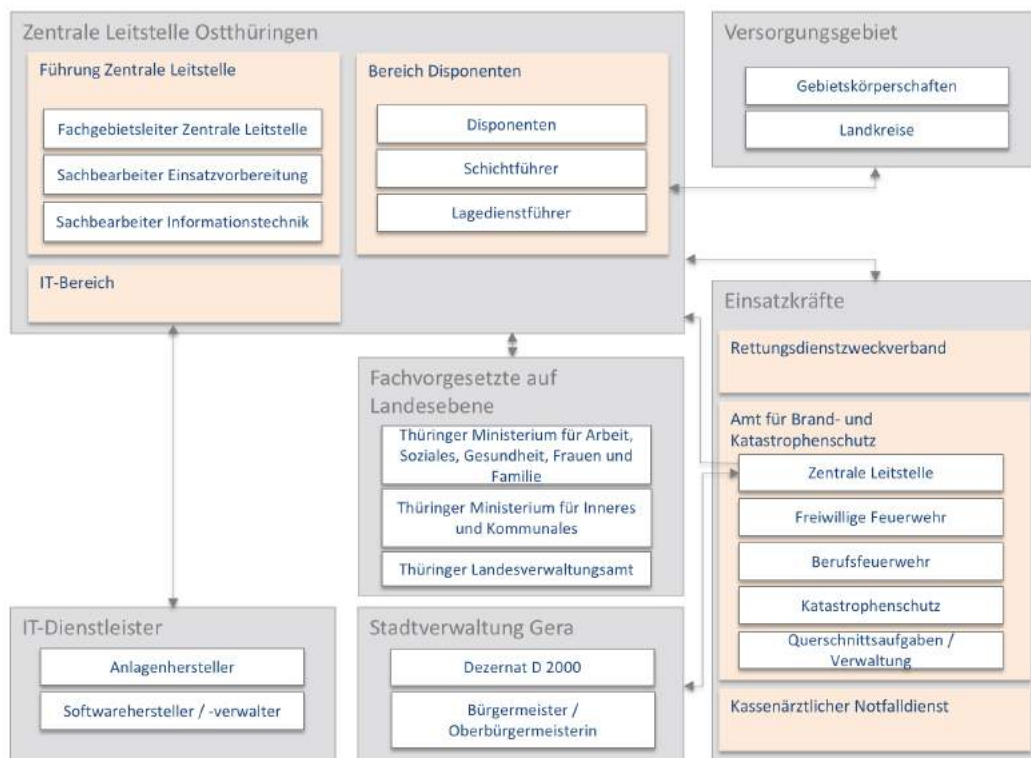 Zentrale Leitstelle Ostthüringen
Führung Zentrale Leitstelle
Fachgebietsleiter Zentrale Leitstelle
Sachbearbeiter Einsatzvorbereitung
Sachbearbeiter Informationstechnik
IT-Bereich
Bereich Disponenten
Disponenten
Schichtführer
Lagedienstführer
Versorgungsgebiet
Gebietskörperschaften
Landkreise
Fachvorgesetzte auf
Landesebene
Thüringer Ministerium für Arbeit,
Soziales, Gesundheit, Frauen und
Familie
Thüringer Ministerium für Inneres
und Kommunales
Thüringer Landesverwaltungsamt
Einsatzkräfte
Rettungsdienstzweckverband
Amt für Brand- und
Katastrophenschutz
Zentrale Leitstelle
Freiwillige Feuerwehr
Berufsfeuerwehr
Katastrophenschutz
Querschnittsaufgaben /
Verwaltung
Kassenärztlicher Notfalldienst
IT-Dienstleister
Anlagenhersteller
Softwarehersteller / -verwalter
Stadtverwaltung Gera
Dezernat D 2000
Bürgermeister /
Oberbürgermeisterin